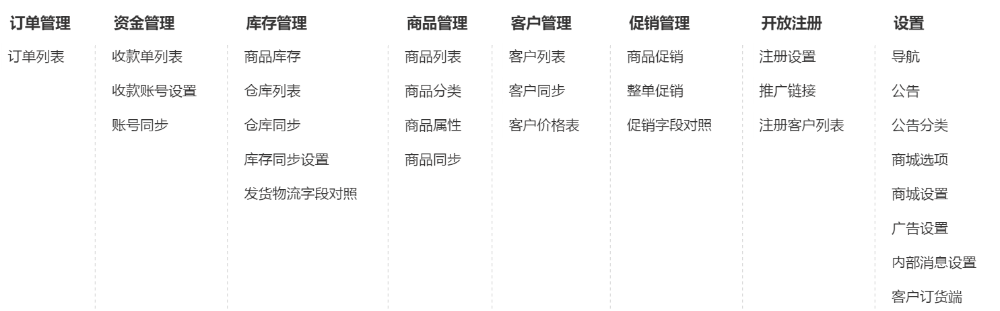 订单管理
订单列表
资金管理
收款单列表
收款账号设置
账号同步
库存管理
商品库存
仓库列表
仓库同步
库存同步设置
发货物流字段对照
商品管理
商品列表
商品分类
商品属性
商品同步
客户管理
客户列表
客户同步
客户价格表
促销管理
商品促销
整单促销
促销字段对照
开放注册
注册设置
推广链接
注册客户列表
设置
导航
公告
公告分类
商城选项
商城设置
广告设置
内部消息设置
客户订货端